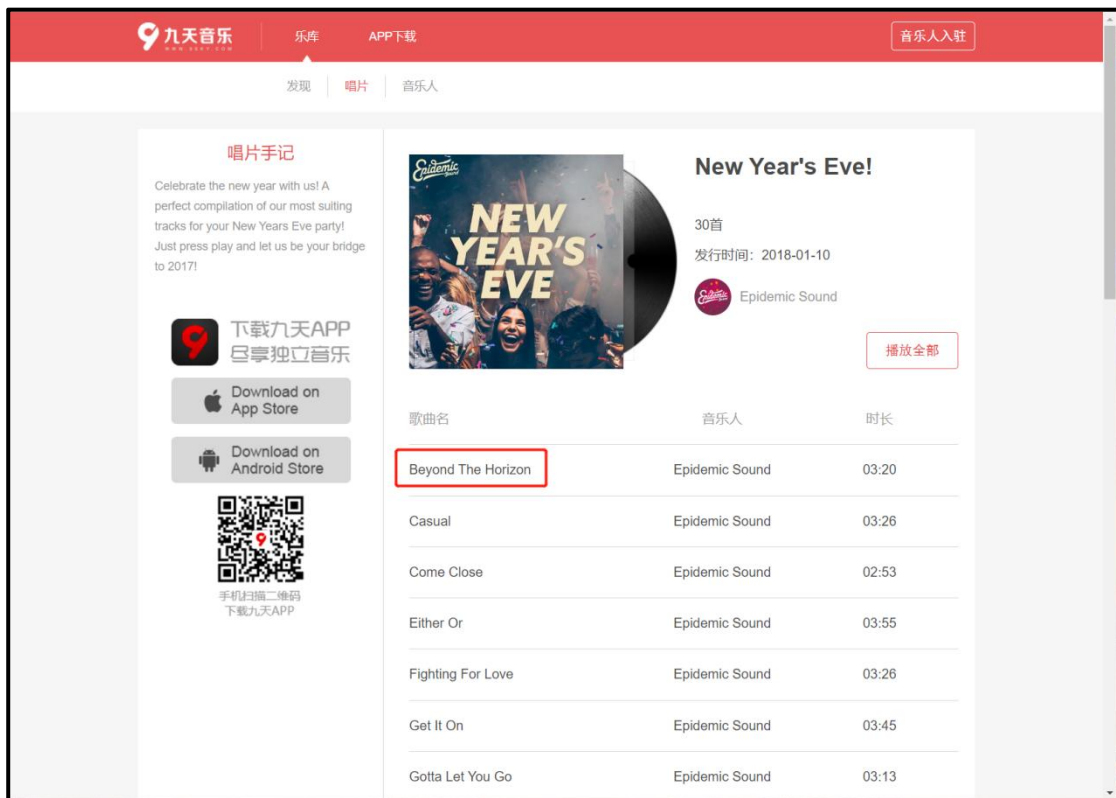 九天音乐
乐库
APP下载
音乐人入驻
发现
唱片
音乐人
唱片手记
Celebrate the new year with us! A
perfect compilation of our most suiting
tracks for your New Years Eve party!
Just press play and let us be your bridge
to 2017!
下载九天APP
尽享独立音乐
Download on
App Store
Download on
Android Store
手机扫描二维码
下载九天APP
Epidemic
Sound
NEW
YEAR'S
EVE
New Year's Eve!
30首
发行时间：2018-01-10
Epidemic
Epidemic Sound
播放全部
歌曲名 音乐人 时长
Beyond The Horizon Epidemic Sound 03:20
Casual Epidemic Sound 03:26
Come Close Epidemic Sound 02:53
Either Or Epidemic Sound 03:55
Fighting For Love Epidemic Sound 03:26
Get It On Epidemic Sound 03:45
Gotta Let You Go Epidemic Sound 03:13